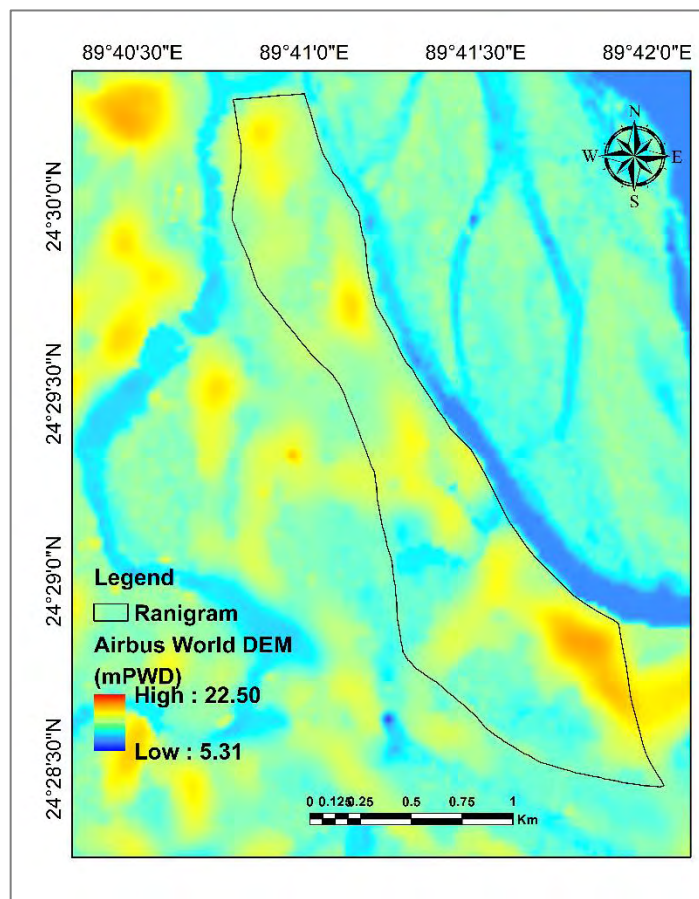 89°40'30"E 89°41'0"E 89°41'30"E 89°42'0"E
N
W E
S
24°30'0"N
24°29'30"N
24°29'0"N
24°28'30"N
Legend
Ranigram
Airbus World DEM
(mPWD)
High : 22.50
Low : 5.31
0 0.125 0.25 0.5 0.75 1
Km